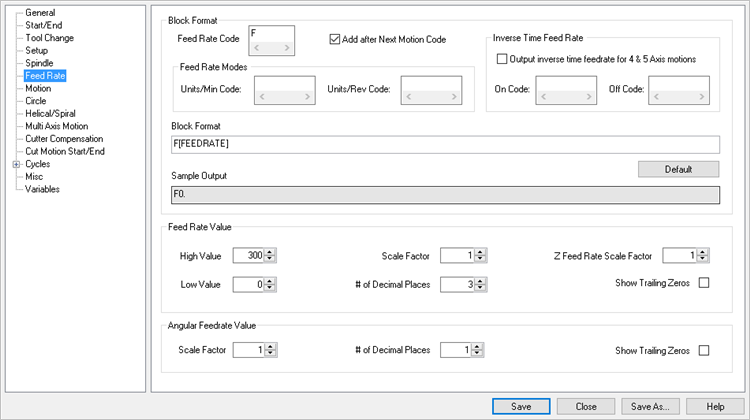 General
Start/End
Tool Change
Setup
Spindle
Feed Rate
Motion
Circle
Helical/Spiral
Multi Axis Motion
Cutter Compensation
Cut Motion Start/End
Cycles
Misc
Variables
Block Format
Feed Rate Code F
Add after Next Motion Code
Inverse Time Feed Rate
Output inverse time feedrate for 4 & 5 Axis motions
On Code: Off Code:
Feed Rate Modes
Units/Min Code: Units/Rev Code:
Block Format
F[FEEDRATE]
Default
Sample Output
F0.
Feed Rate Value
High Value 300 Scale Factor 1 Z Feed Rate Scale Factor 1
Low Value 0 # of Decimal Places 3 Show Trailing Zeros
Angular Feedrate Value
Scale Factor 1 # of Decimal Places 1 Show Trailing Zeros
Save Close Save As... Help